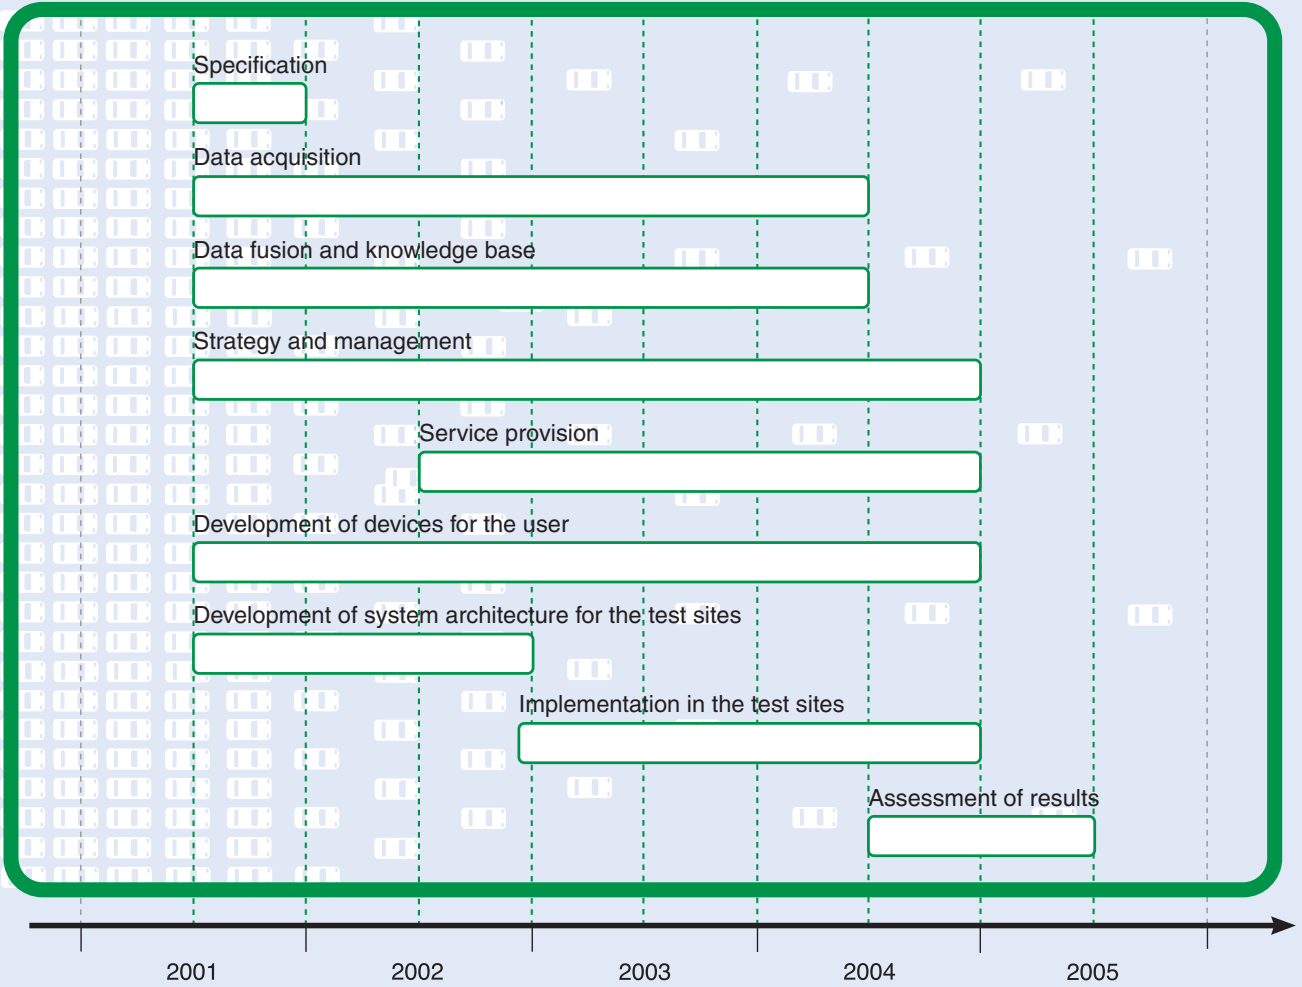 Specification
Data acquisition
Data fusion and knowledge base
Strategy and management
Service provision
Development of devices for the user
Development of system architecture for the test sites
Implementation in the test sites
Assessment of results
2001 2002 2003 2004 2005